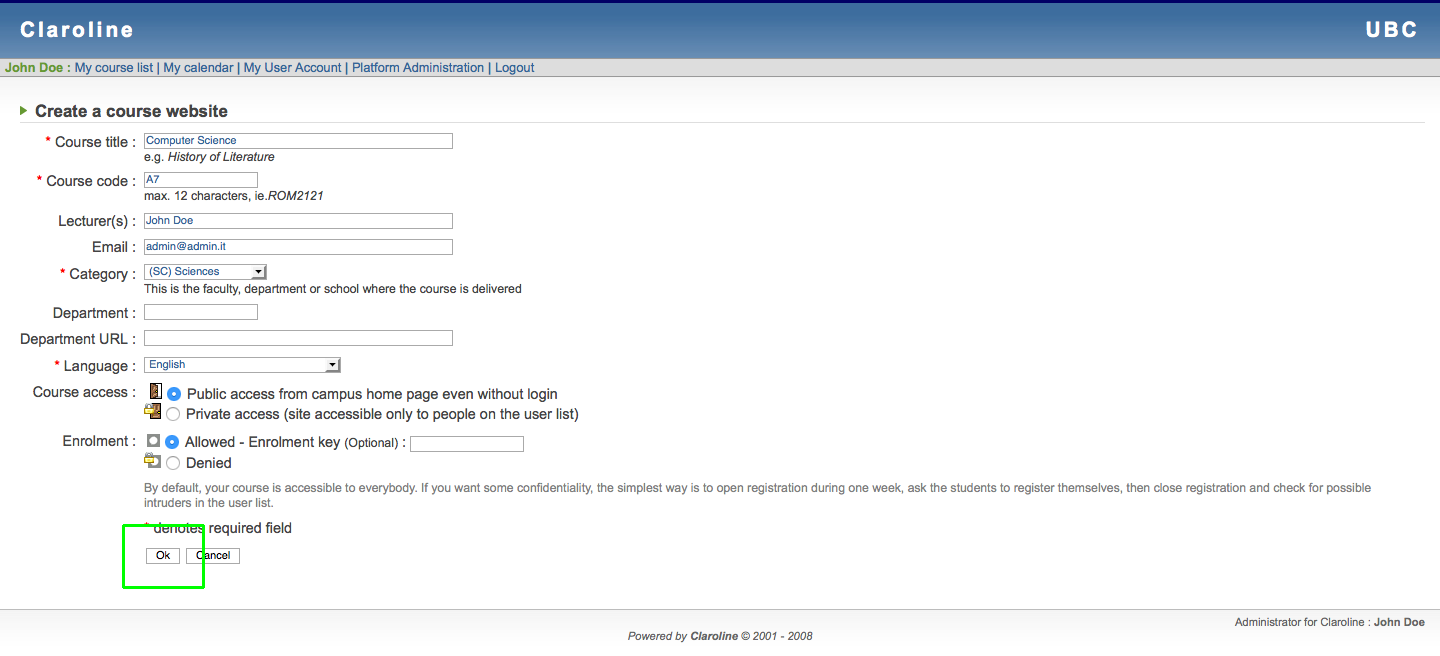 Claroline UBC
John Doe : My course list | My calendar | My User Account | Platform Administration | Logout
Create a course website
* Course title : Computer Science
e.g. History of Literature
* Course code : A7
max. 12 characters, ie.ROM2121
Lecturer(s) : John Doe
Email : admin@admin.it
* Category : (SC) Sciences
This is the faculty, department or school where the course is delivered
Department :
Department URL :
* Language : English
Course access : Public access from campus home page even without login
Private access (site accessible only to people on the user list)
Enrolment : Allowed - Enrolment key (Optional) :
Denied
By default, your course is accessible to everybody. If you want some confidentiality, the simplest way is to open registration during one week, ask the students to register themselves, then close registration and check for possible
intruders in the user list.
* denotes required field
Ok Cancel
Administrator for Claroline : John Doe
Powered by Claroline © 2001 - 2008